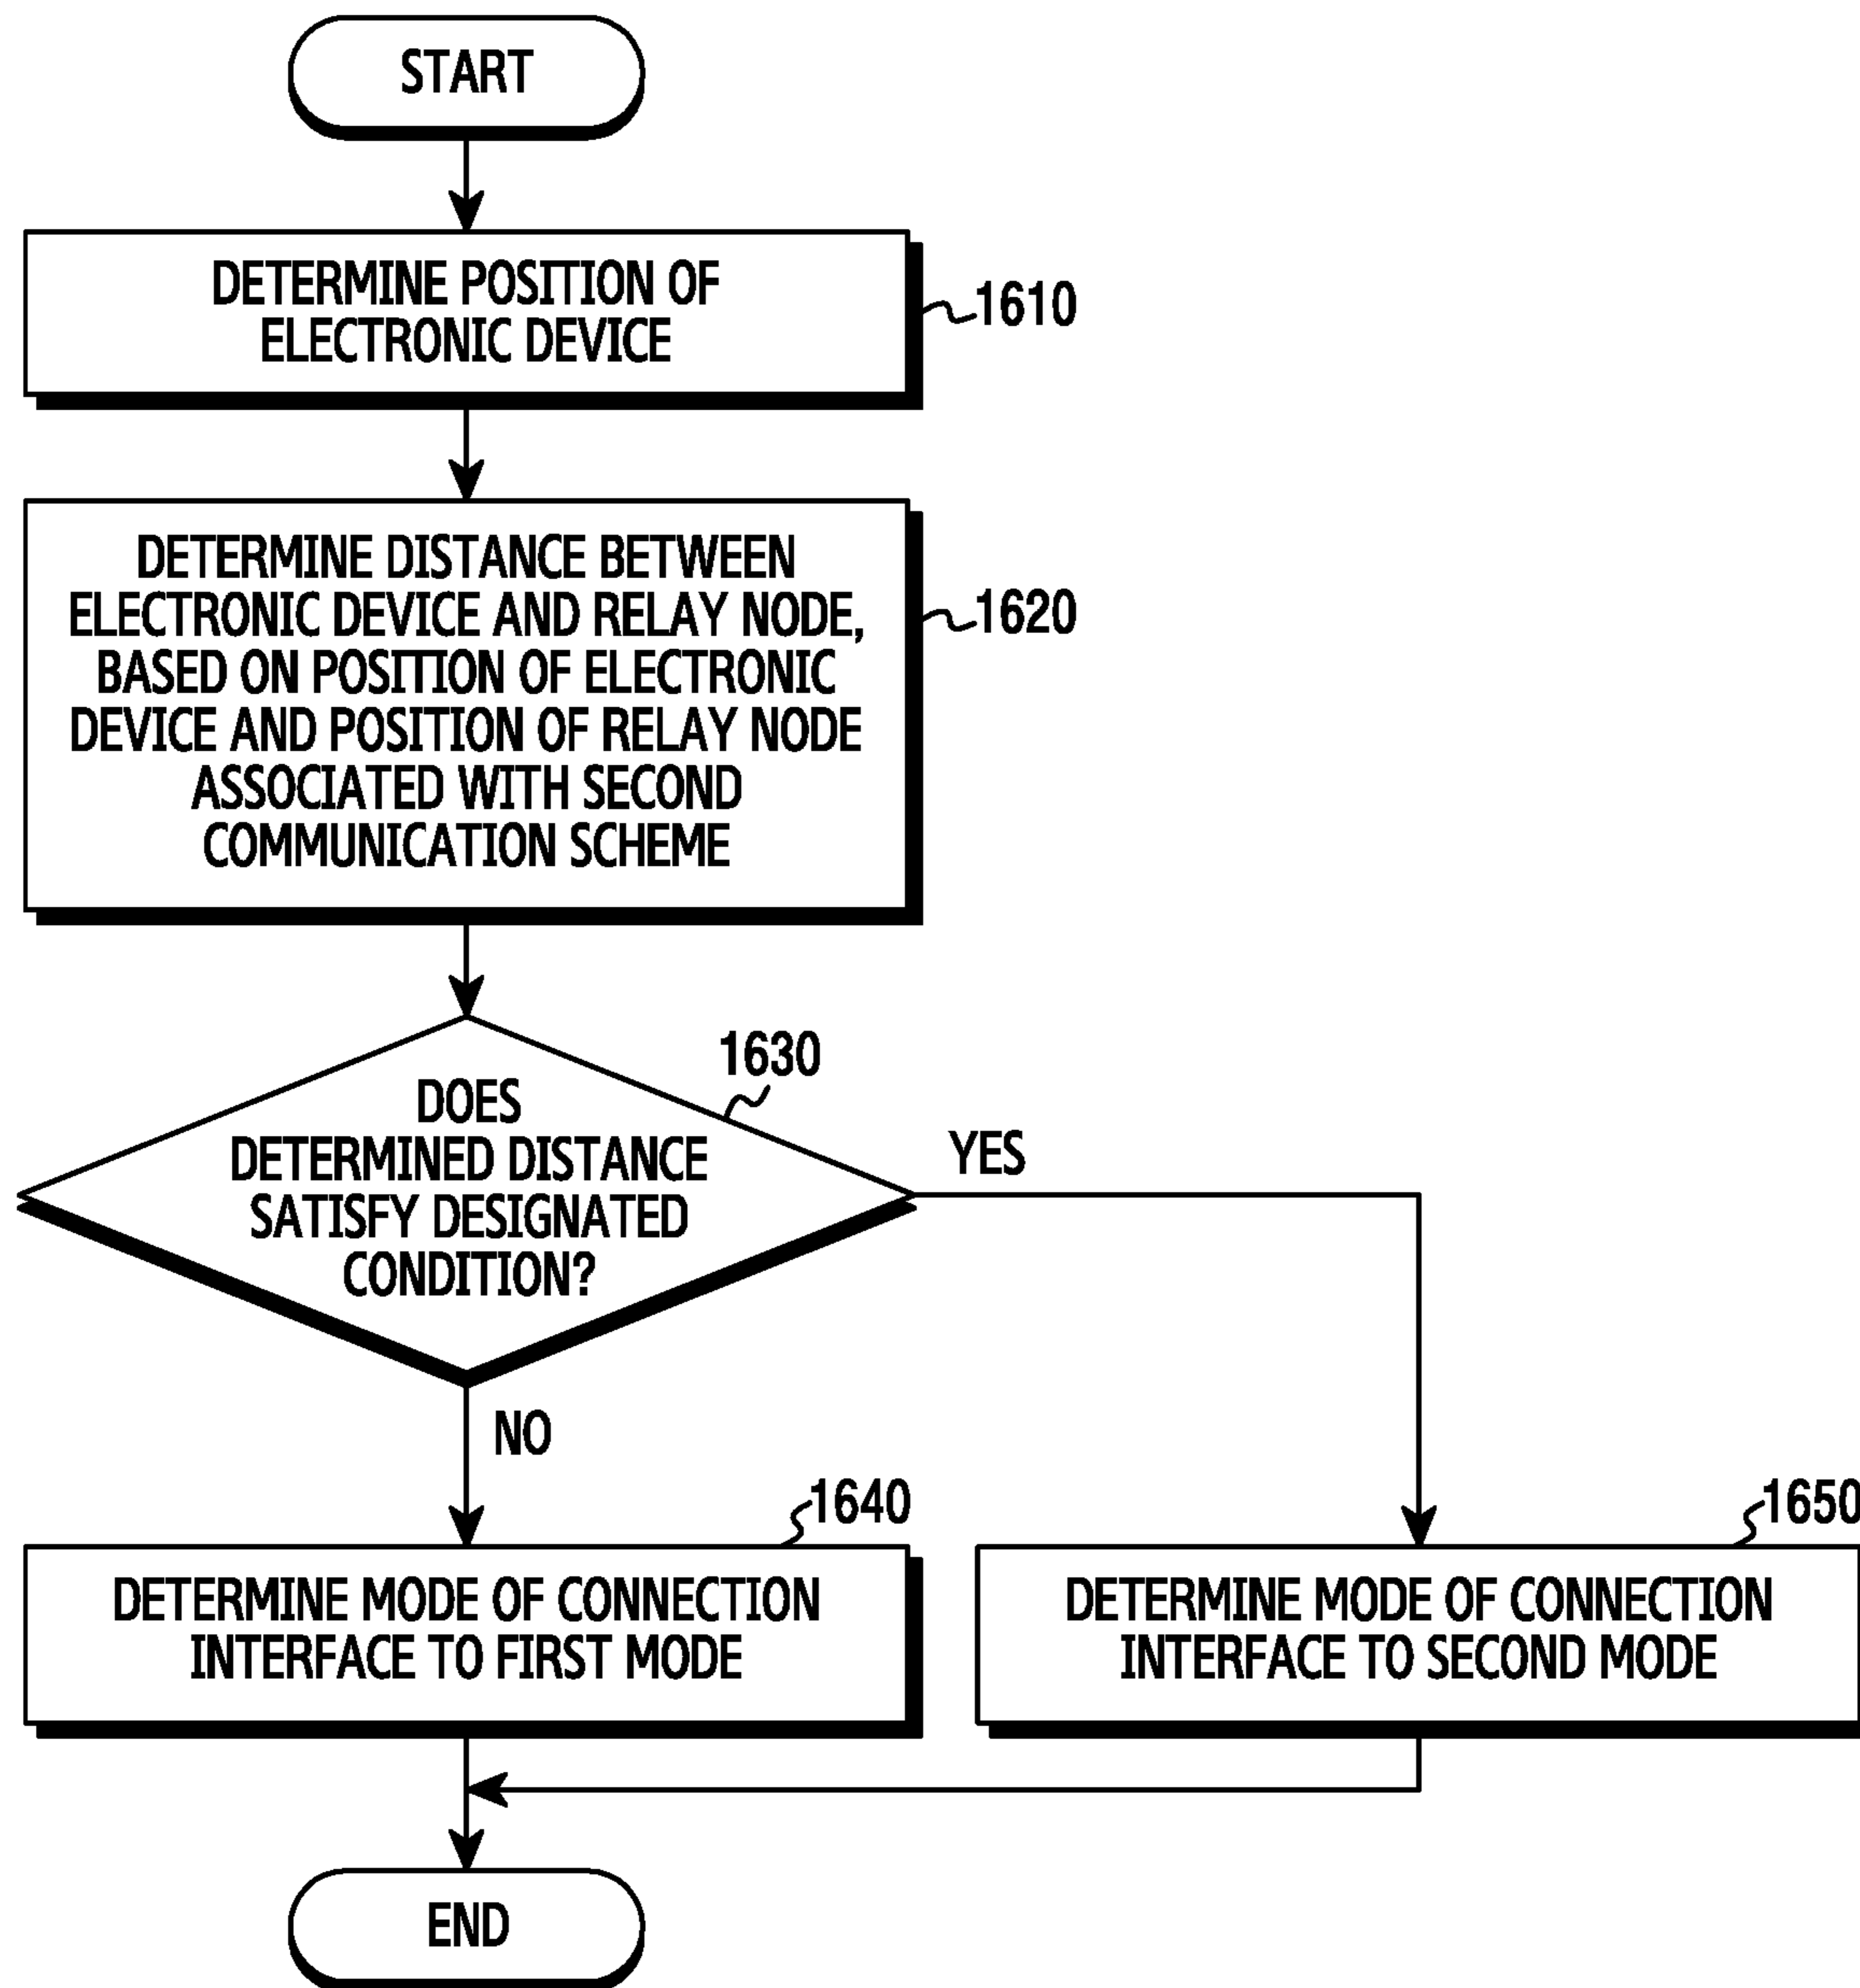 START
DETERMINE POSITION OF
ELECTRONIC DEVICE
1610
DETERMINE DISTANCE BETWEEN
ELECTRONIC DEVICE AND RELAY NODE,
BASED ON POSITION OF ELECTRONIC
DEVICE AND POSITION OF RELAY NODE
ASSOCIATED WITH SECOND
COMMUNICATION SCHEME
1620
1630
DOES
DETERMINED DISTANCE
SATISFY DESIGNATED
CONDITION?
YES
NO
1640
DETERMINE MODE OF CONNECTION
INTERFACE TO FIRST MODE
1650
DETERMINE MODE OF CONNECTION
INTERFACE TO SECOND MODE
END